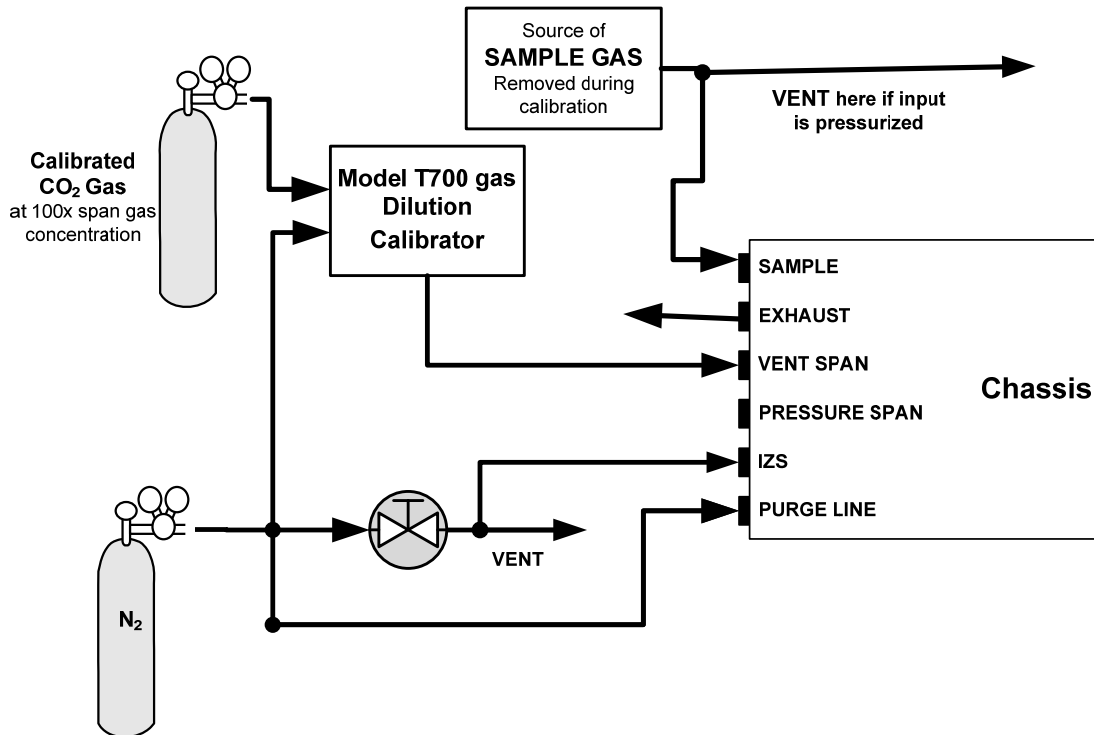 Source of
SAMPLE GAS
Removed during
calibration
VENT here if input
is pressurized
Calibrated
CO₂ Gas
at 100x span gas
concentration
Model T700 gas
Dilution
Calibrator
SAMPLE
EXHAUST
VENT SPAN
PRESSURE SPAN
IZS
PURGE LINE
Chassis
VENT
N₂